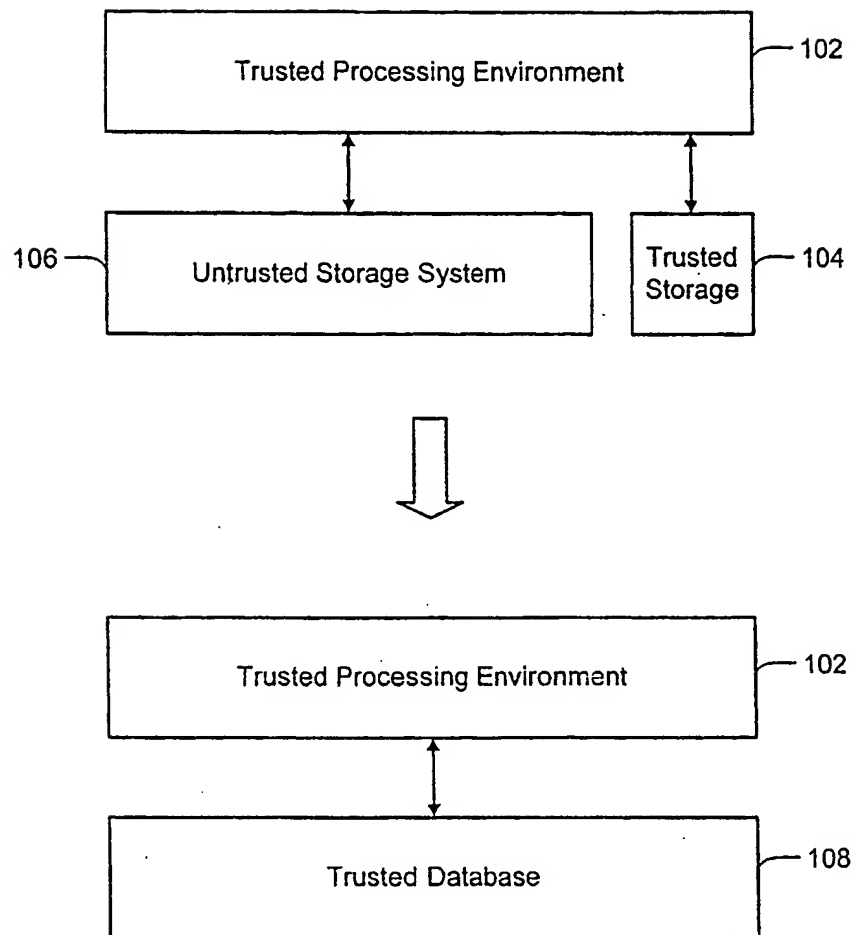 Trusted Processing Environment
102
106
Untrusted Storage System
Trusted
Storage
104
Trusted Processing Environment
102
Trusted Database
108